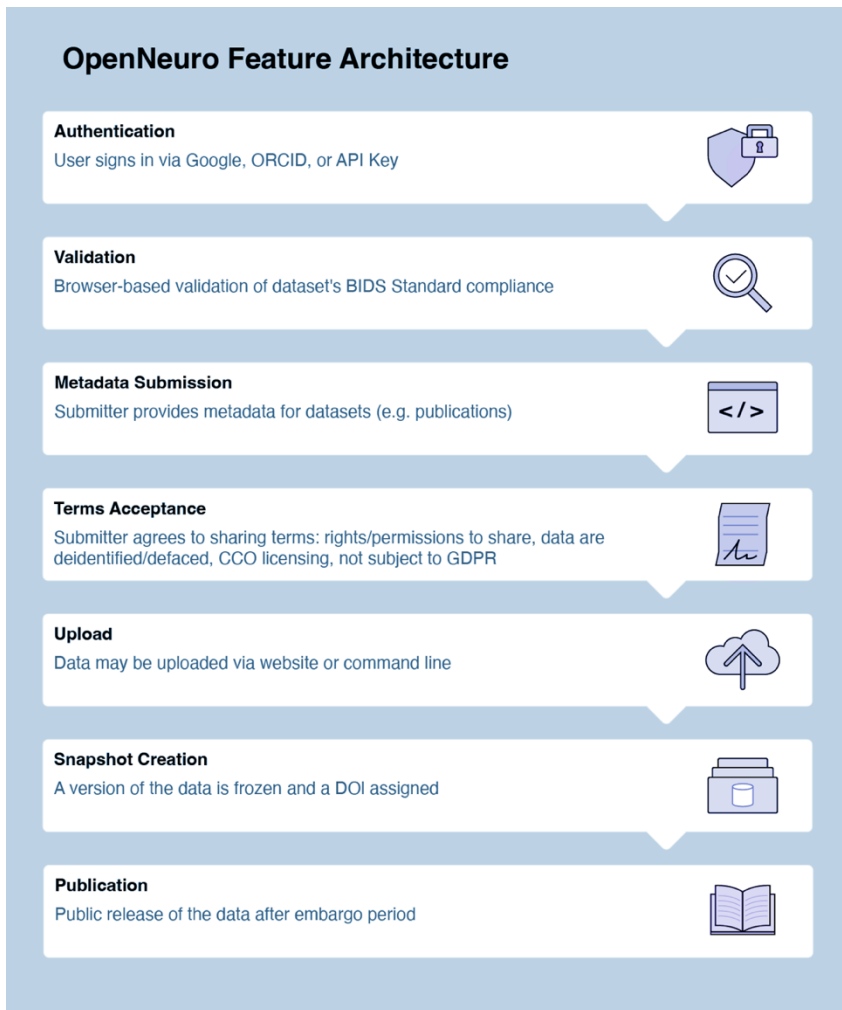 OpenNeuro Feature Architecture
Authentication
User signs in via Google, ORCID, or API Key
Validation
Browser-based validation of dataset's BIDS Standard compliance
Metadata Submission
Submitter provides metadata for datasets (e.g. publications)
</>
Terms Acceptance
Submitter agrees to sharing terms: rights/permissions to share, data are
deidentified/defaced, CCO licensing, not subject to GDPR
Upload
Data may be uploaded via website or command line
Snapshot Creation
A version of the data is frozen and a DOI assigned
Publication
Public release of the data after embargo period